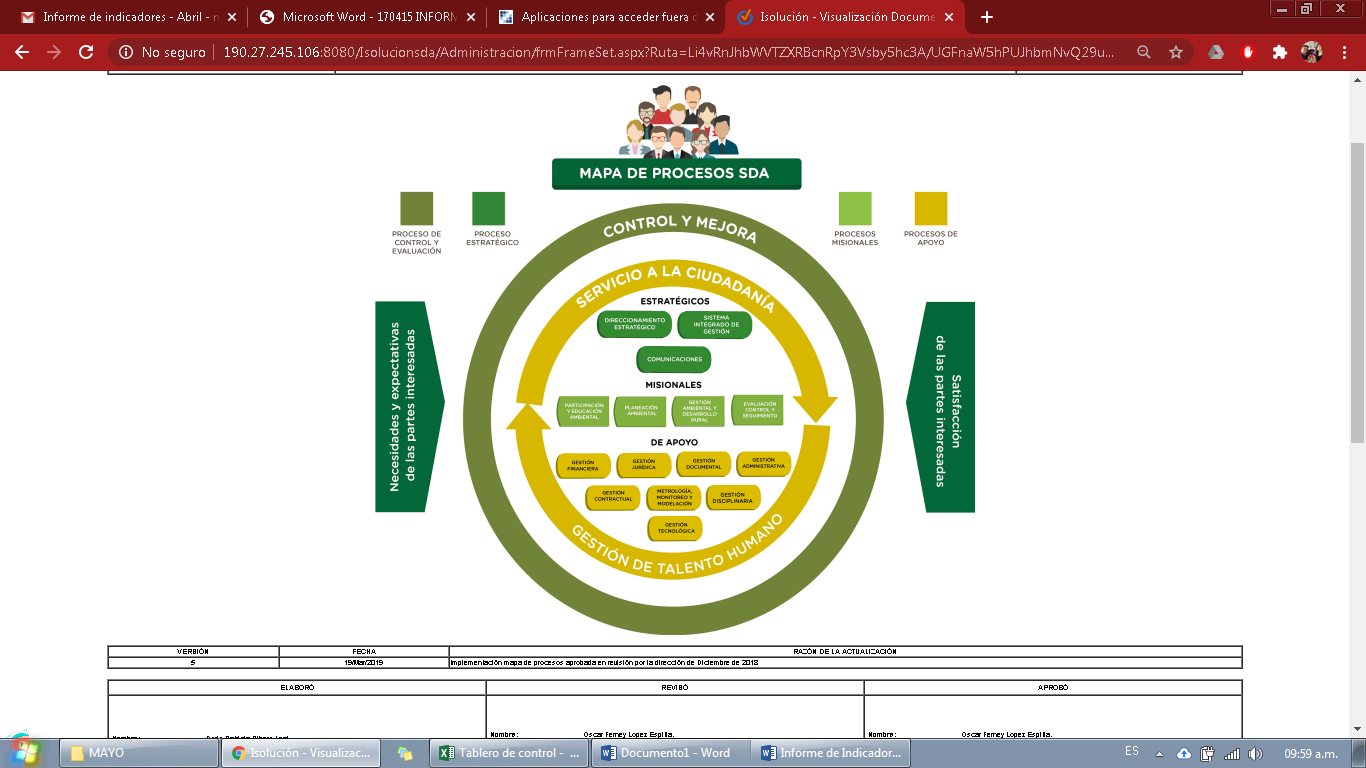 Informe de indicadores - Abril - n
Microsoft Word - 170415 INFORM
Aplicaciones para acceder fuera d
Isolución - Visualización Docume
No seguro
190.27.245.106:8080/Isolucionsda/Administracion/frmFrameSet.aspx?Ruta=Li4vRnJhbWVTZXRBcnRpY3Vsby5hc3A/UGFnaW5hPUJhbmNvQ29u...
MAPA DE PROCESOS SDA
PROCESO DE
CONTROL Y
EVALUACIÓN
PROCESO
ESTRATÉGICO
PROCESOS
MISIONALES
PROCESOS DE
APOYO
CONTROL Y MEJORA
SERVICIO A LA CIUDADANÍA
Necesidades y expectativas
de las partes interesadas
ESTRATÉGICOS
DIRECCIONAMIENTO
ESTRATÉGICO
SISTEMA
INTEGRADO DE
GESTIÓN
COMUNICACIONES
MISIONALES
PARTICIPACIÓN
Y EDUCACIÓN
AMBIENTAL
PLANEACIÓN
AMBIENTAL
GESTIÓN
AMBIENTAL Y
DESARROLLO
RURAL
EVALUACIÓN
CONTROL Y
SEGUIMIENTO
DE APOYO
GESTIÓN
FINANCIERA
GESTIÓN
JURÍDICA
GESTIÓN
DOCUMENTAL
GESTIÓN
ADMINISTRATIVA
GESTIÓN
CONTRACTUAL
METROLOGÍA,
MONITOREO Y
MODELACIÓN
GESTIÓN
DISCIPLINARIA
GESTIÓN
TECNOLÓGICA
GESTIÓN DE TALENTO HUMANO
Satisfacción
de las partes interesadas
VERSIÓN
FECHA
RAZÓN DE LA ACTUALIZACIÓN
5
19/Mar/2019
Implementación mapa de procesos aprobada en revisión por la dirección de Diciembre de 2018
ELABORÓ
REVISÓ
APROBÓ
Nombre:
Nombre:
Oscar Ferney Lopez Espitia.
Nombre:
Oscar Ferney Lopez Espitia.
MAYO
Isolución - Visualizac...
Tablero de control - ...
Documento1 - Word
Informe de Indicador...
ES
09:59 a.m.